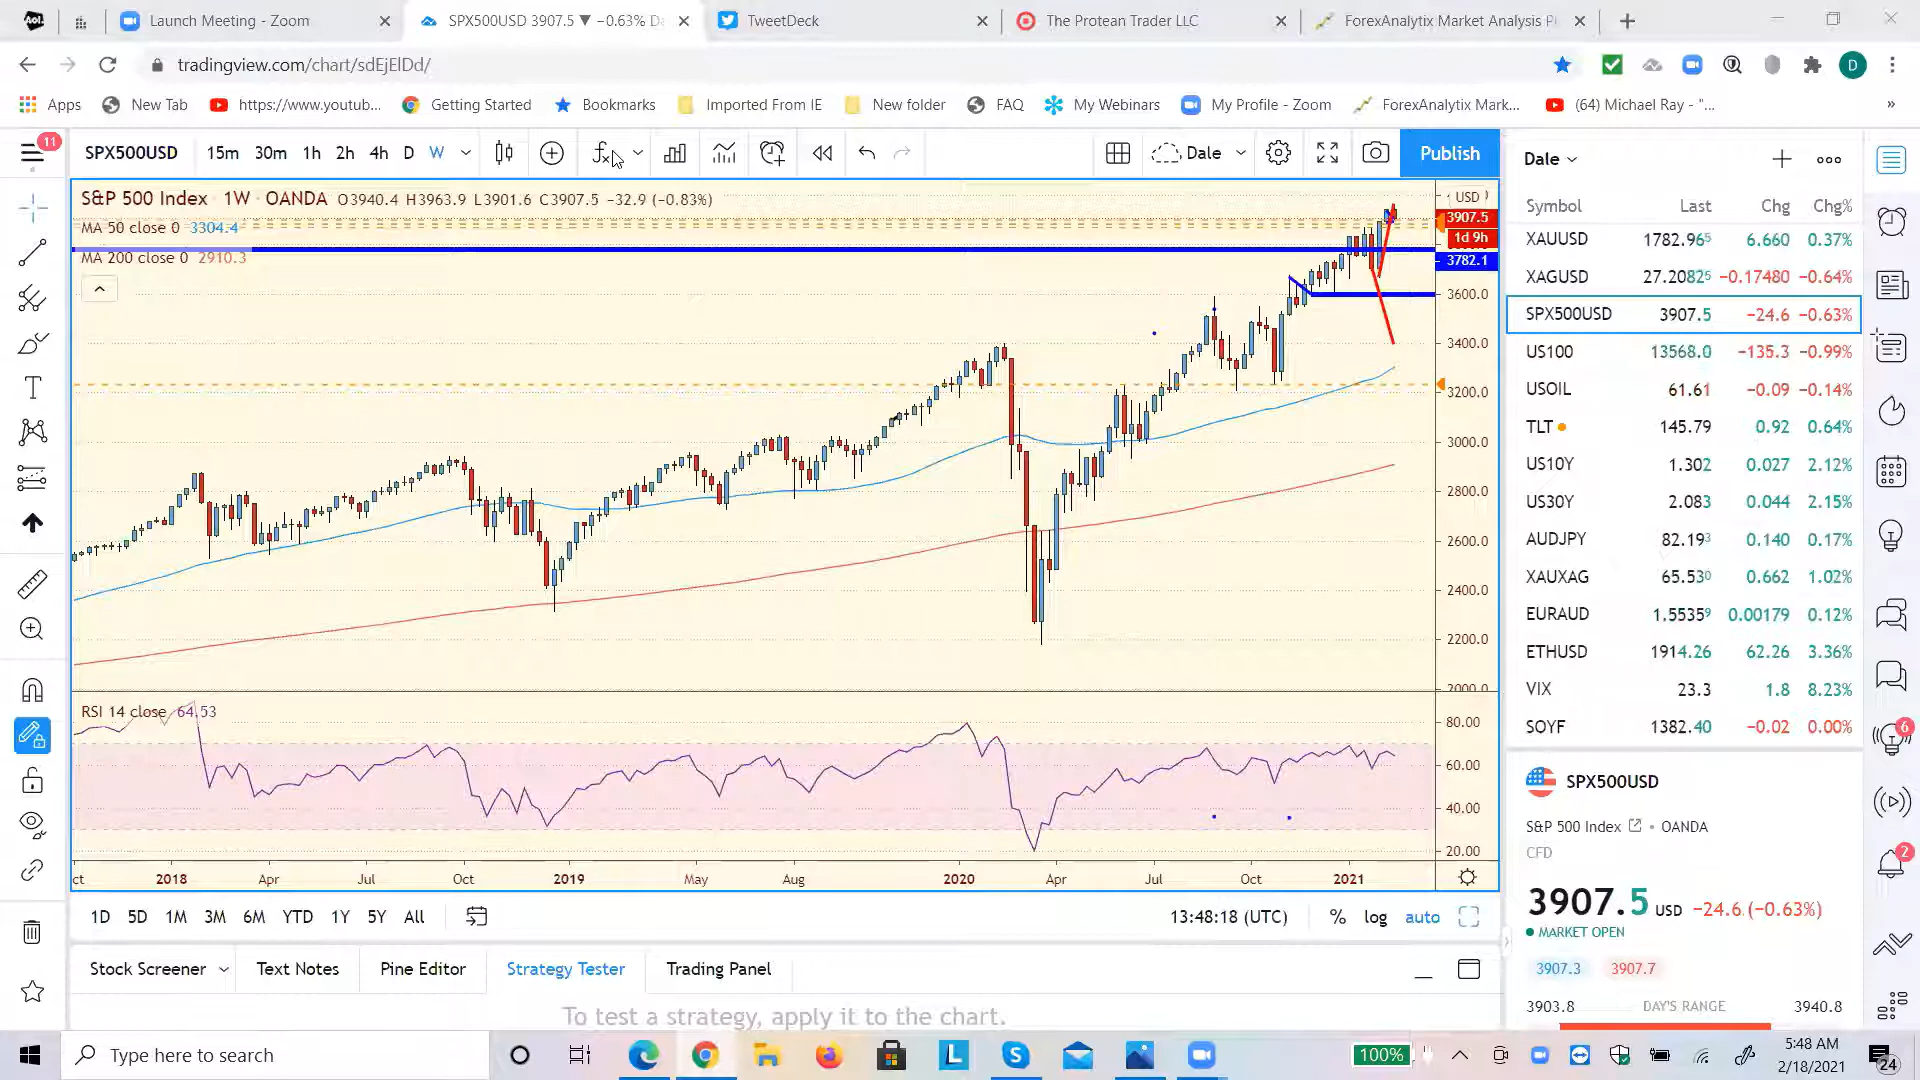 Launch Meeting - Zoom
SPX500USD 3907.5 ▼ −0.63% Da
TweetDeck
The Protean Trader LLC
ForexAnalytix Market Analysis Pl
tradingview.com/chart/sdEjElDd/
D
Apps
New Tab
https://www.youtub...
Getting Started
Bookmarks
Imported From IE
New folder
FAQ
My Webinars
My Profile - Zoom
ForexAnalytix Mark...
(64) Michael Ray - "...
»
11
SPX500USD
15m 30m 1h 2h 4h D W
Dale
Publish
S&P 500 Index · 1W · OANDA O3940.4 H3963.9 L3901.6 C3907.5 −32.9 (−0.83%)
MA 50 close 0 3304.4
MA 200 close 0 2910.3
USD
3907.5
1d 9h
3782.1
3600.0
3400.0
3200.0
3000.0
2800.0
2600.0
2400.0
2200.0
2000.0
RSI 14 close 64.53
80.00
60.00
40.00
20.00
ct 2018 Apr Jul Oct 2019 May Aug 2020 Apr Jul Oct 2021
1D 5D 1M 3M 6M YTD 1Y 5Y All
13:48:18 (UTC) % log auto
Stock Screener Text Notes Pine Editor Strategy Tester Trading Panel
To test a strategy, apply it to the chart.
Dale
Symbol Last Chg Chg%
XAUUSD 1782.965 6.660 0.37%
XAGUSD 27.20825 −0.17480 −0.64%
SPX500USD 3907.5 −24.6 −0.63%
US100 13568.0 −135.3 −0.99%
USOIL 61.61 −0.09 −0.14%
TLT 145.79 0.92 0.64%
US10Y 1.302 0.027 2.12%
US30Y 2.083 0.044 2.15%
AUDJPY 82.193 0.140 0.17%
XAUXAG 65.530 0.662 1.02%
EURAUD 1.55359 0.00179 0.12%
ETHUSD 1914.26 62.26 3.36%
VIX 23.3 1.8 8.23%
SOYF 1382.40 −0.02 0.00%
SPX500USD
S&P 500 Index • OANDA
CFD
3907.5 USD −24.6 (−0.63%)
MARKET OPEN
3907.3 3907.7
3903.8 DAY'S RANGE 3940.8
6
2
Type here to search
100%
5:48 AM
2/18/2021
24